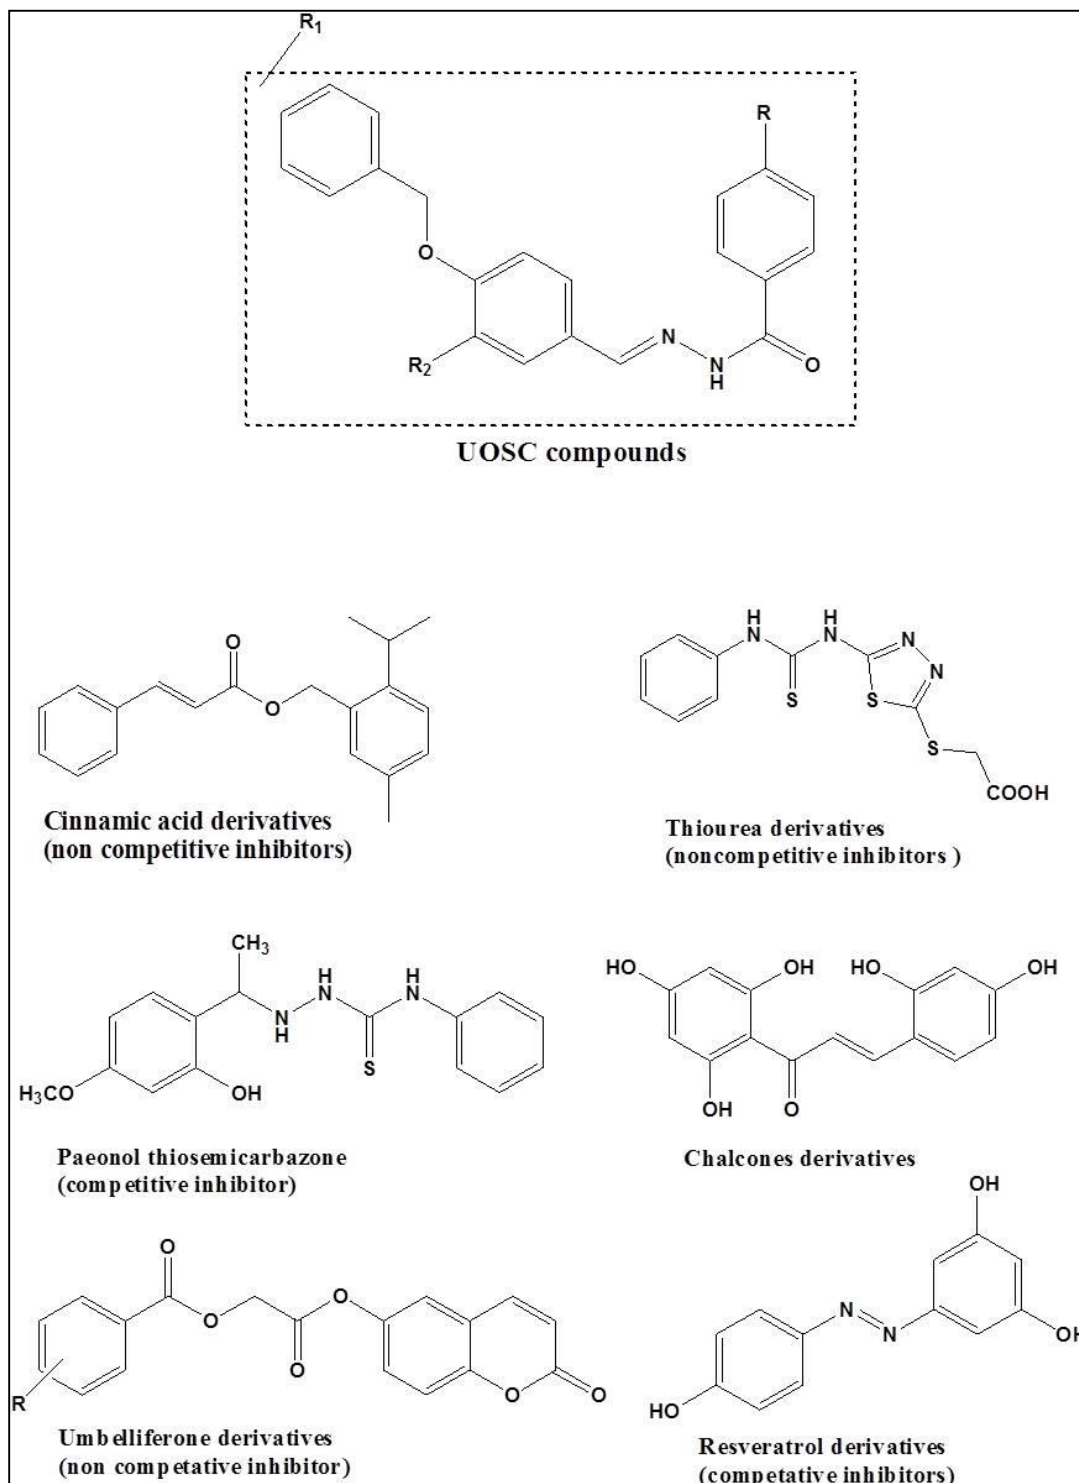 R1
R
O
R2
N
N
H
O
UOSC compounds
O
O
Cinnamic acid derivatives
(non competitive inhibitors)
H
N
H
N
S
N
N
S
S
COOH
Thiourea derivatives
(noncompetitive inhibitors )
CH3
H
N
H
N
N
H
S
H3CO
OH
Paeonol thiosemicarbazone
(competitive inhibitor)
HO
OH
HO
OH
OH
O
Chalcones derivatives
O
O
O
O
O
O
R
Umbelliferone derivatives
(non competative inhibitor)
OH
N
N
OH
HO
Resveratrol derivatives
(competative inhibitors)